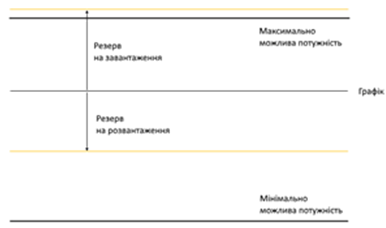 Максимально
можлива потужність
Резерв
на завантаження
Графік
Резерв
на розвантаження
Мінімально
можлива потужність